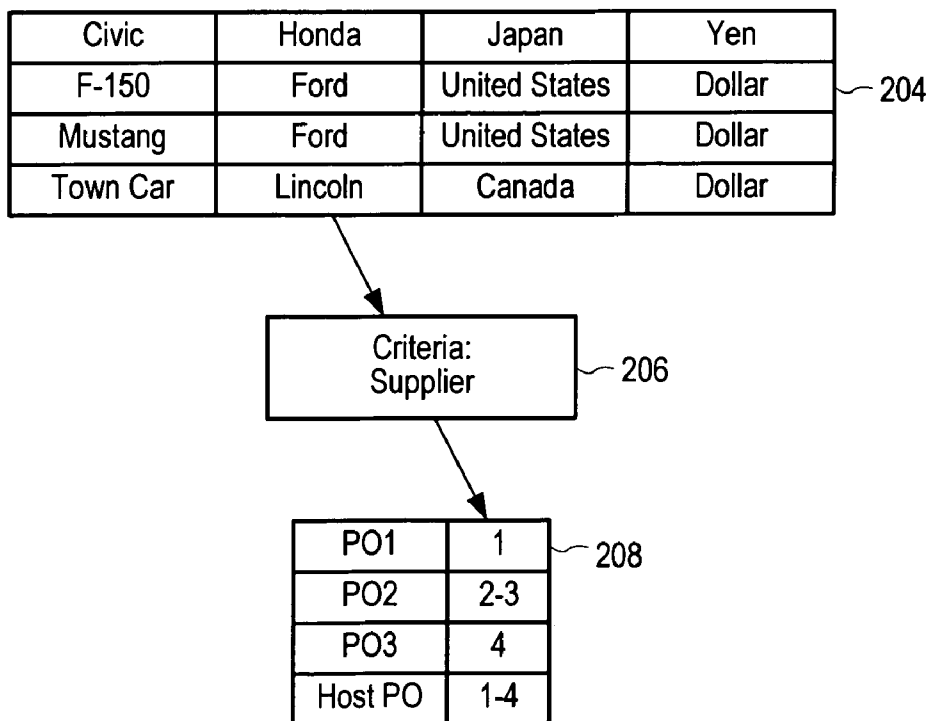 Civic Honda Japan Yen
F-150 Ford United States Dollar
204
Mustang Ford United States Dollar
Town Car Lincoln Canada Dollar
Criteria:
206
Supplier
PO1 1
208
PO2 2-3
PO3 4
Host PO 1-4